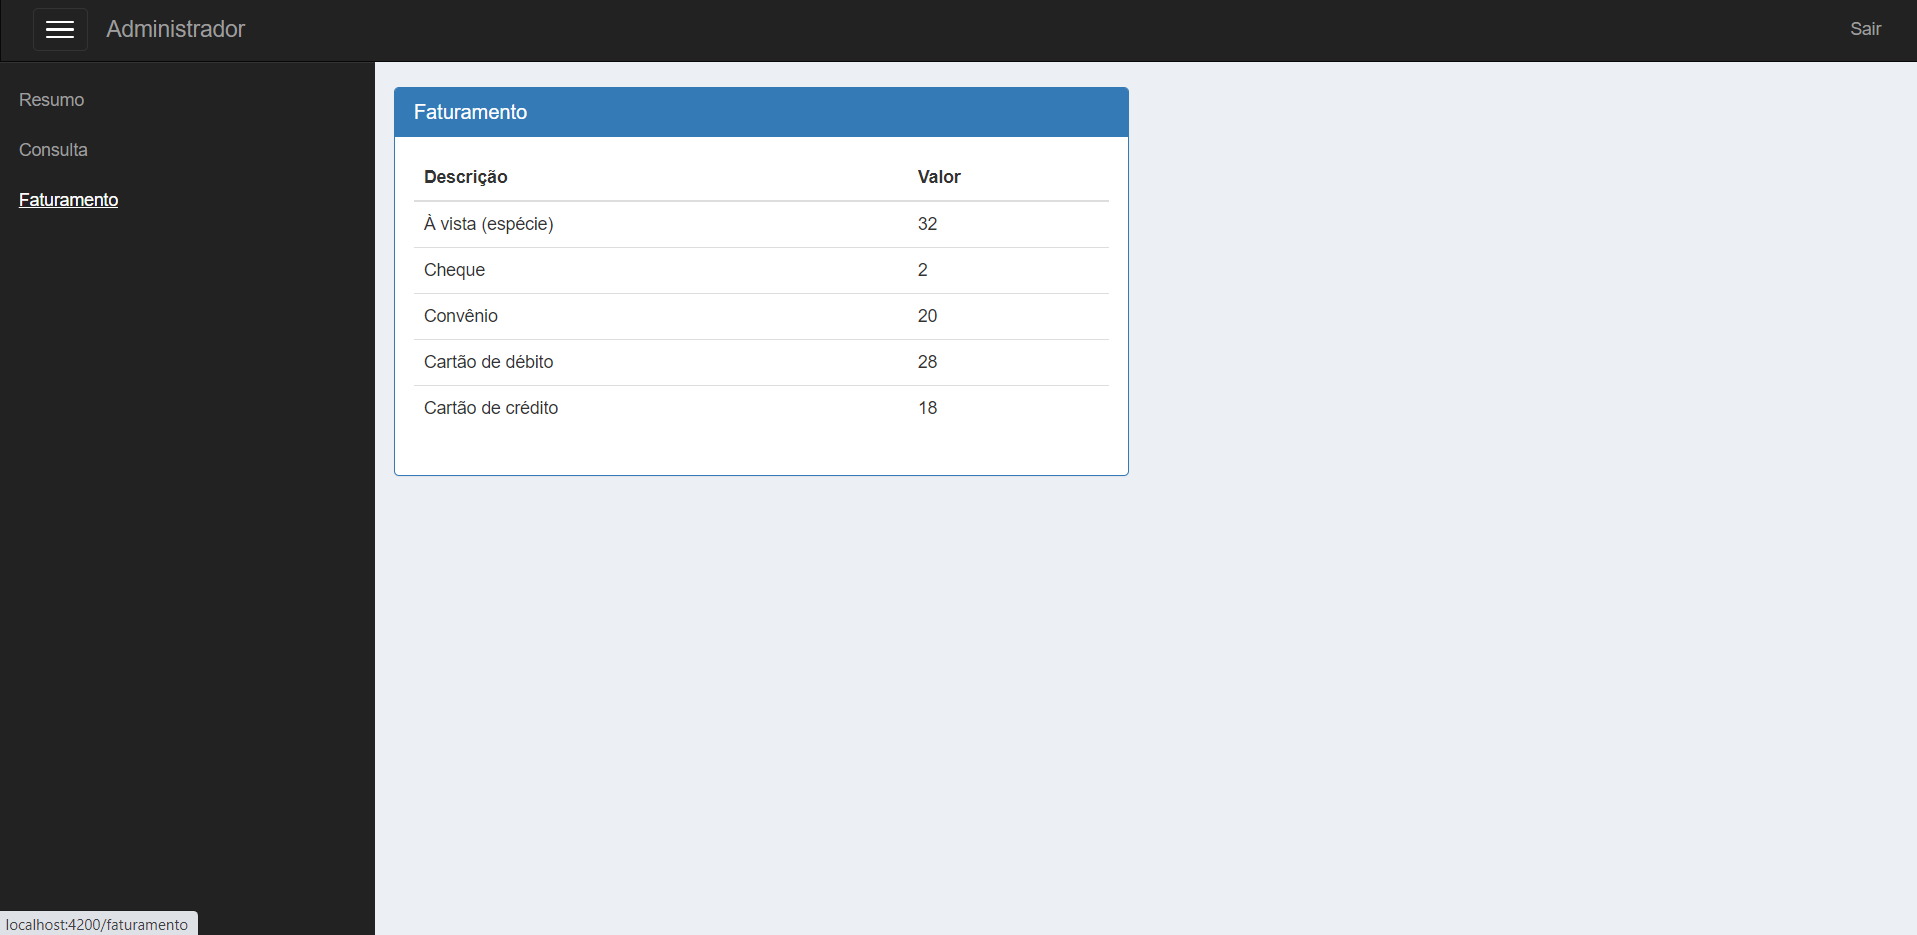 Administrador
Sair
Resumo
Consulta
Faturamento
Faturamento
Descrição Valor
À vista (espécie) 32
Cheque 2
Convênio 20
Cartão de débito 28
Cartão de crédito 18
localhost:4200/faturamento